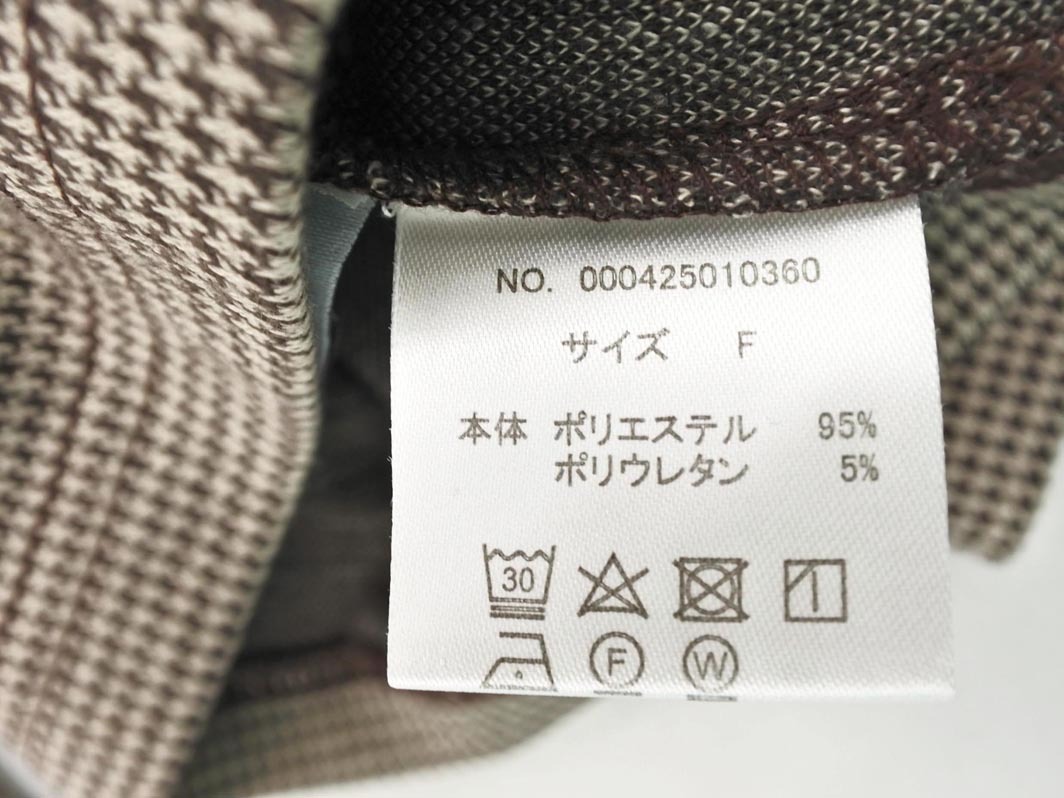 NO. 000425010360
サイズ F
本体 ポリエステル 95%
ポリウレタン 5%
30
F W